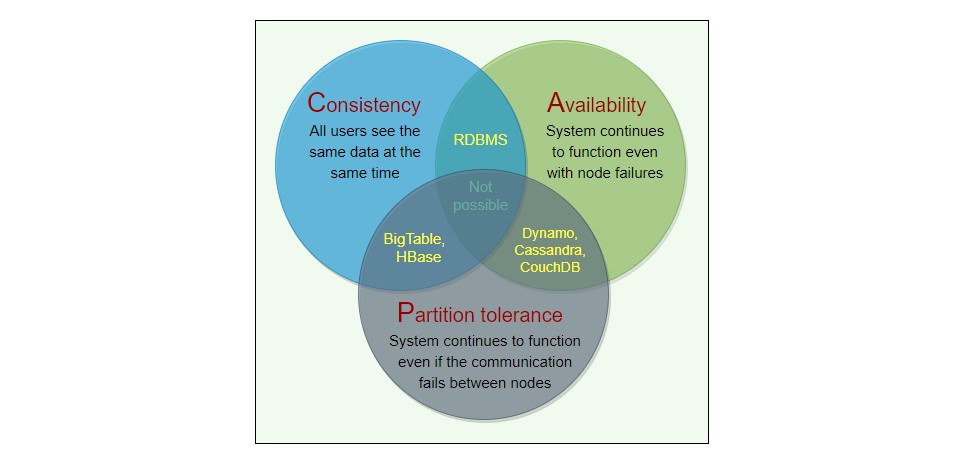 Consistency
All users see the
same data at the
same time
Availability
System continues
to function even
with node failures
RDBMS
Not
possible
BigTable,
HBase
Dynamo,
Cassandra,
CouchDB
Partition tolerance
System continues to function
even if the communication
fails between nodes